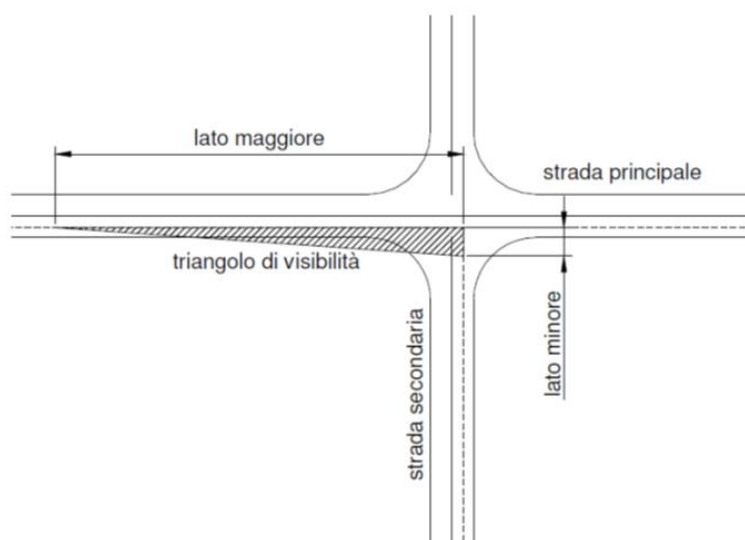 lato maggiore
strada principale
triangolo di visibilità
strada secondaria
lato minore